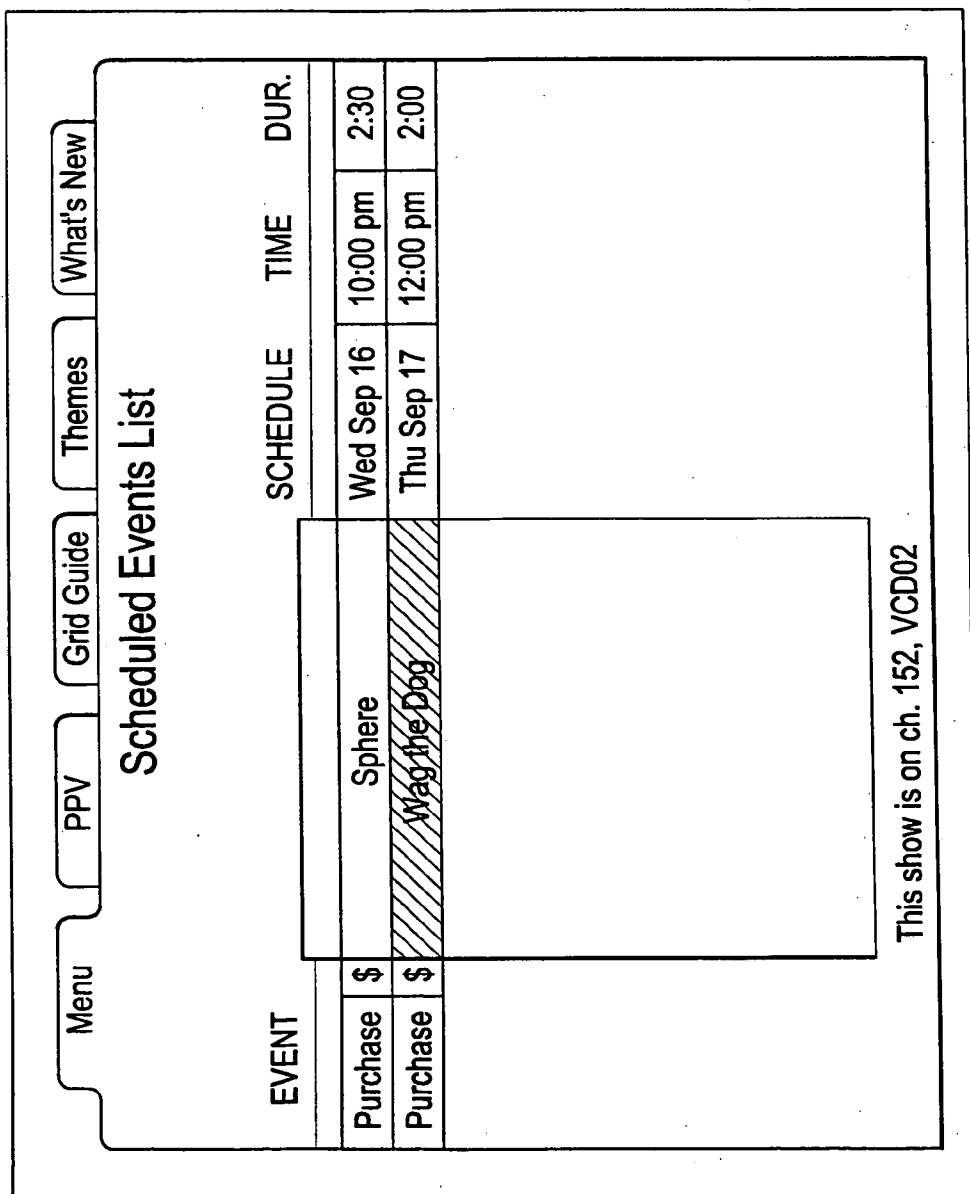 Menu PPV Grid Guide Themes What's New
Scheduled Events List
EVENT SCHEDULE TIME DUR.
Purchase $ Sphere Wed Sep 16 10:00 pm 2:30
Purchase $ Wag the Dog Thu Sep 17 12:00 pm 2:00
This show is on ch. 152, VCD02